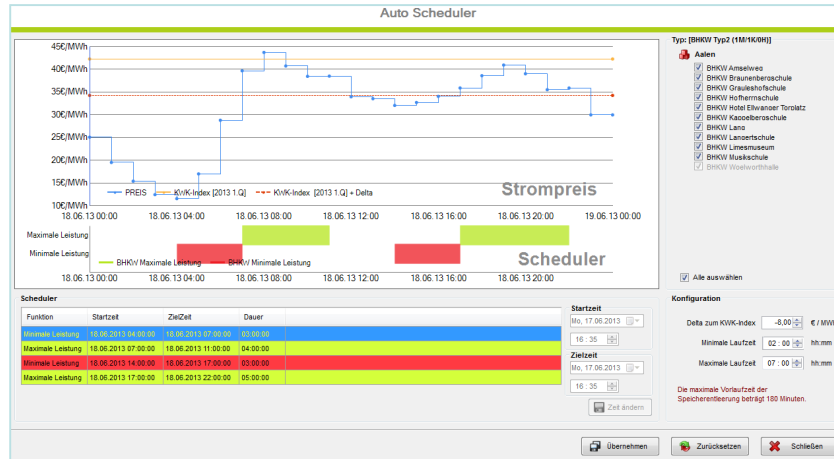 Auto Scheduler
45€/MWh
40€/MWh
35€/MWh
30€/MWh
25€/MWh
20€/MWh
15€/MWh
10€/MWh
PREIS
KWK-Index [2013 1.Q]
KWK-Index [2013 1.Q] + Delta
Strompreis
18.06.13 00:00 18.06.13 04:00 18.06.13 08:00 18.06.13 12:00 18.06.13 16:00 18.06.13 20:00 19.06.13 00:00
Maximale Leistung
Minimale Leistung
BHKW Maximale Leistung BHKW Minimale Leistung
Scheduler
18.06.13 00:00 18.06.13 04:00 18.06.13 08:00 18.06.13 12:00 18.06.13 16:00 18.06.13 20:00
Typ: [BHKW Typ2 (1M/1K/0H)]
Aalen
BHKW Amselweg
BHKW Braunenbergschule
BHKW Grauleshofschule
BHKW Hofherrnschule
BHKW Hotel Ellwanger Torplatz
BHKW Kappelbergschule
BHKW Lang
BHKW Langertschule
BHKW Limesmuseum
BHKW Musikschule
BHKW Woelworthhalle
Alle auswählen
Scheduler
Funktion Startzeit ZielZeit Dauer
Minimale Leistung 18.06.2013 04:00:00 18.06.2013 07:00:00 03:00:00
Maximale Leistung 18.06.2013 07:00:00 18.06.2013 11:00:00 04:00:00
Minimale Leistung 18.06.2013 14:00:00 18.06.2013 17:00:00 03:00:00
Maximale Leistung 18.06.2013 17:00:00 18.06.2013 22:00:00 05:00:00
Startzeit
Mo, 17.06.2013
16 : 35
Zielzeit
Mo, 17.06.2013
16 : 35
Zeit ändern
Konfiguration
Delta zum KWK-Index -8,00 € / MWh
Minimale Laufzeit 02 : 00 hh:mm
Maximale Laufzeit 07 : 00 hh:mm
Die maximale Vorlaufzeit der
Speicherentleerung beträgt 180 Minuten.
Übernehmen
Zurücksetzen
Schließen